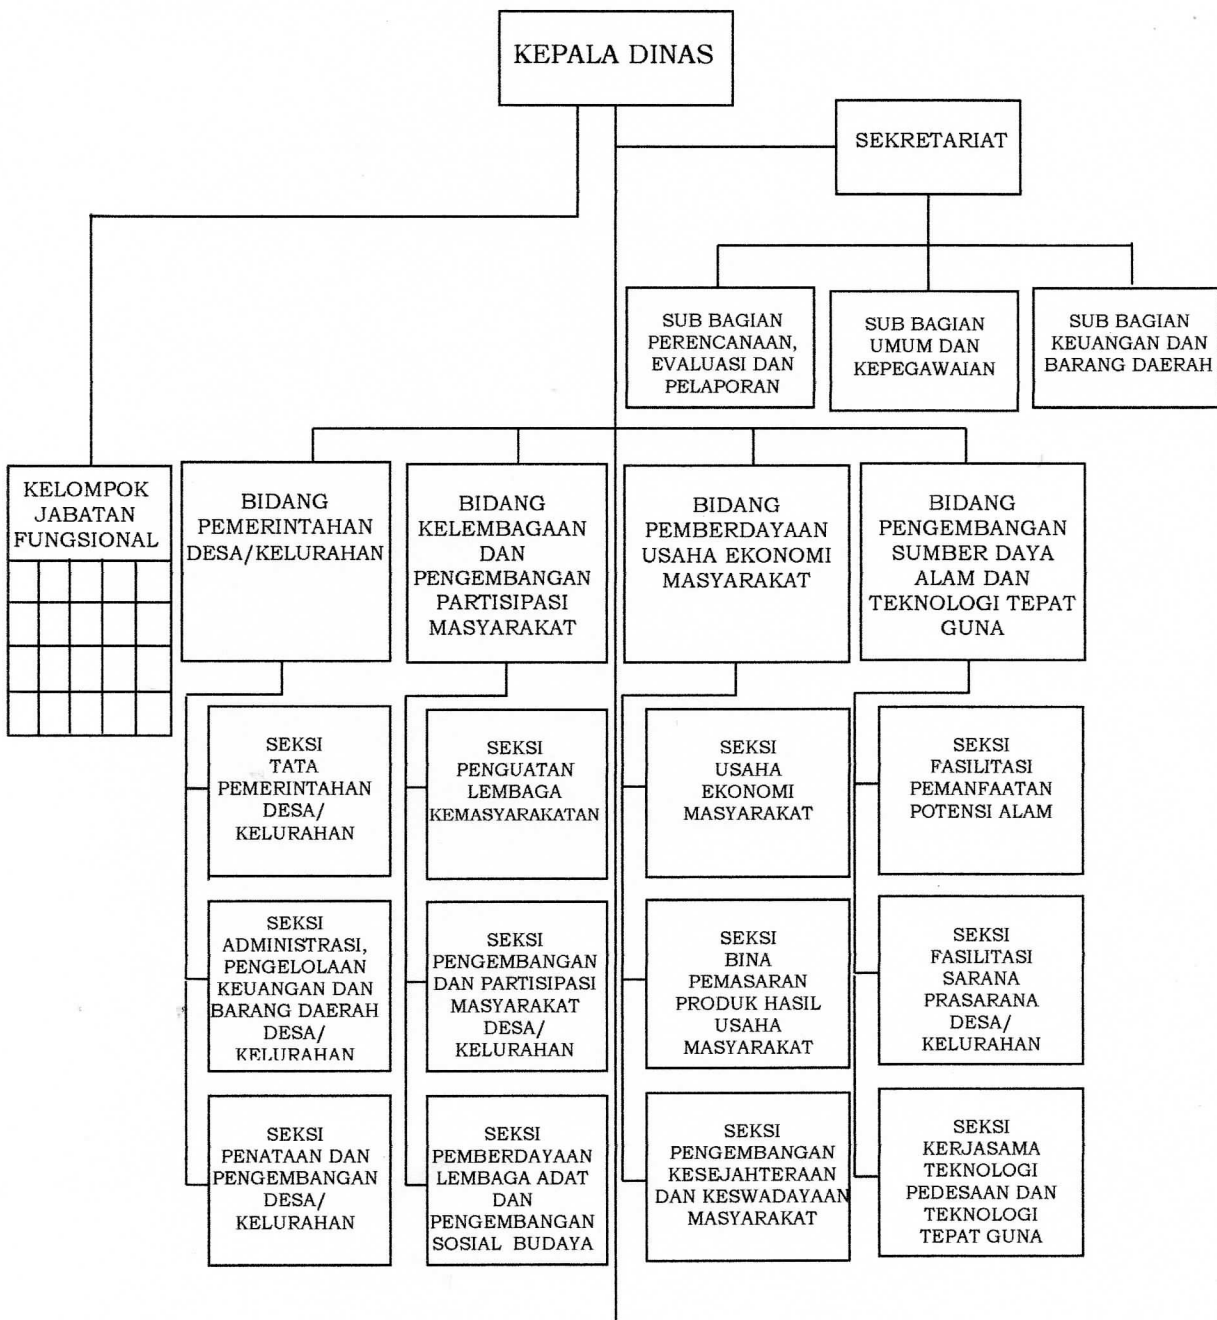 KEPALA DINAS
SEKRETARIAT
SUB BAGIAN
PERENCANAAN,
EVALUASI DAN
PELAPORAN
SUB BAGIAN
UMUM DAN
KEPEGAWAIAN
SUB BAGIAN
KEUANGAN DAN
BARANG DAERAH
KELOMPOK
JABATAN
FUNGSIONAL
BIDANG
PEMERINTAHAN
DESA/KELURAHAN
BIDANG
KELEMBAGAAN
DAN
PENGEMBANGAN
PARTISIPASI
MASYARAKAT
BIDANG
PEMBERDAYAAN
USAHA EKONOMI
MASYARAKAT
BIDANG
PENGEMBANGAN
SUMBER DAYA
ALAM DAN
TEKNOLOGI TEPAT
GUNA
SEKSI
TATA
PEMERINTAHAN
DESA/
KELURAHAN
SEKSI
PENGUATAN
LEMBAGA
KEMASYARAKATAN
SEKSI
USAHA
EKONOMI
MASYARAKAT
SEKSI
FASILITASI
PEMANFAATAN
POTENSI ALAM
SEKSI
ADMINISTRASI,
PENGELOLAAN
KEUANGAN DAN
BARANG DAERAH
DESA/
KELURAHAN
SEKSI
PENGEMBANGAN
DAN PARTISIPASI
MASYARAKAT
DESA/
KELURAHAN
SEKSI
BINA
PEMASARAN
PRODUK HASIL
USAHA
MASYARAKAT
SEKSI
FASILITASI
SARANA
PRASARANA
DESA/
KELURAHAN
SEKSI
PENATAAN DAN
PENGEMBANGAN
DESA/
KELURAHAN
SEKSI
PEMBERDAYAAN
LEMBAGA ADAT
DAN
PENGEMBANGAN
SOSIAL BUDAYA
SEKSI
PENGEMBANGAN
KESEJAHTERAAN
DAN KESWADAYAAN
MASYARAKAT
SEKSI
KERJASAMA
TEKNOLOGI
PEDESAAN DAN
TEKNOLOGI
TEPAT GUNA